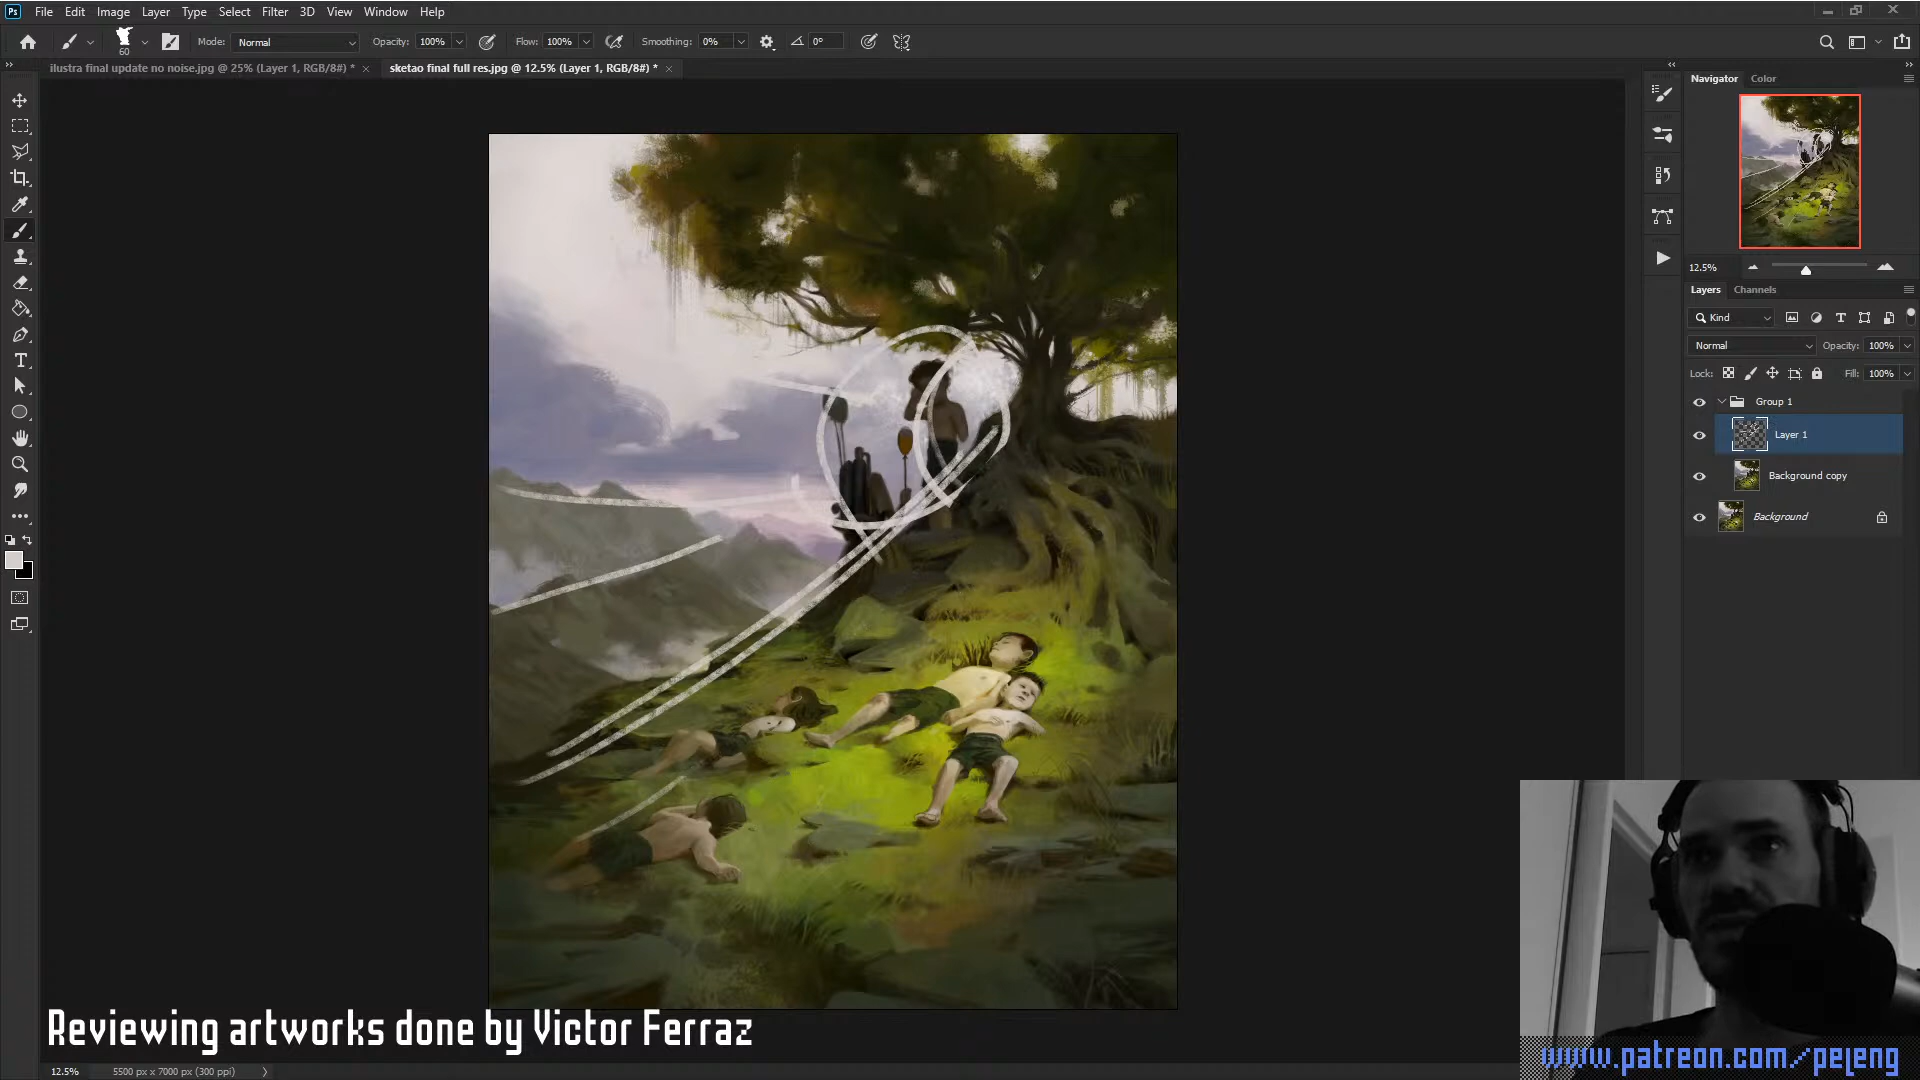 Ps File Edit Image Layer Type Select Filter 3D View Window Help
60 Mode: Normal Opacity: 100% Flow: 100% Smoothing: 0% 0°
ilustra final update no noise.jpg @ 25% (Layer 1, RGB/8#) * × sketao final full res.jpg @ 12.5% (Layer 1, RGB/8#) * ×
Navigator Color
12.5%
Layers Channels
Kind
Normal Opacity: 100%
Lock: Fill: 100%
Group 1
Layer 1
Background copy
Background
Reviewing artworks done by Victor Ferraz
www.patreon.com/peleng
12.5% 5500 px x 7000 px (300 ppi)